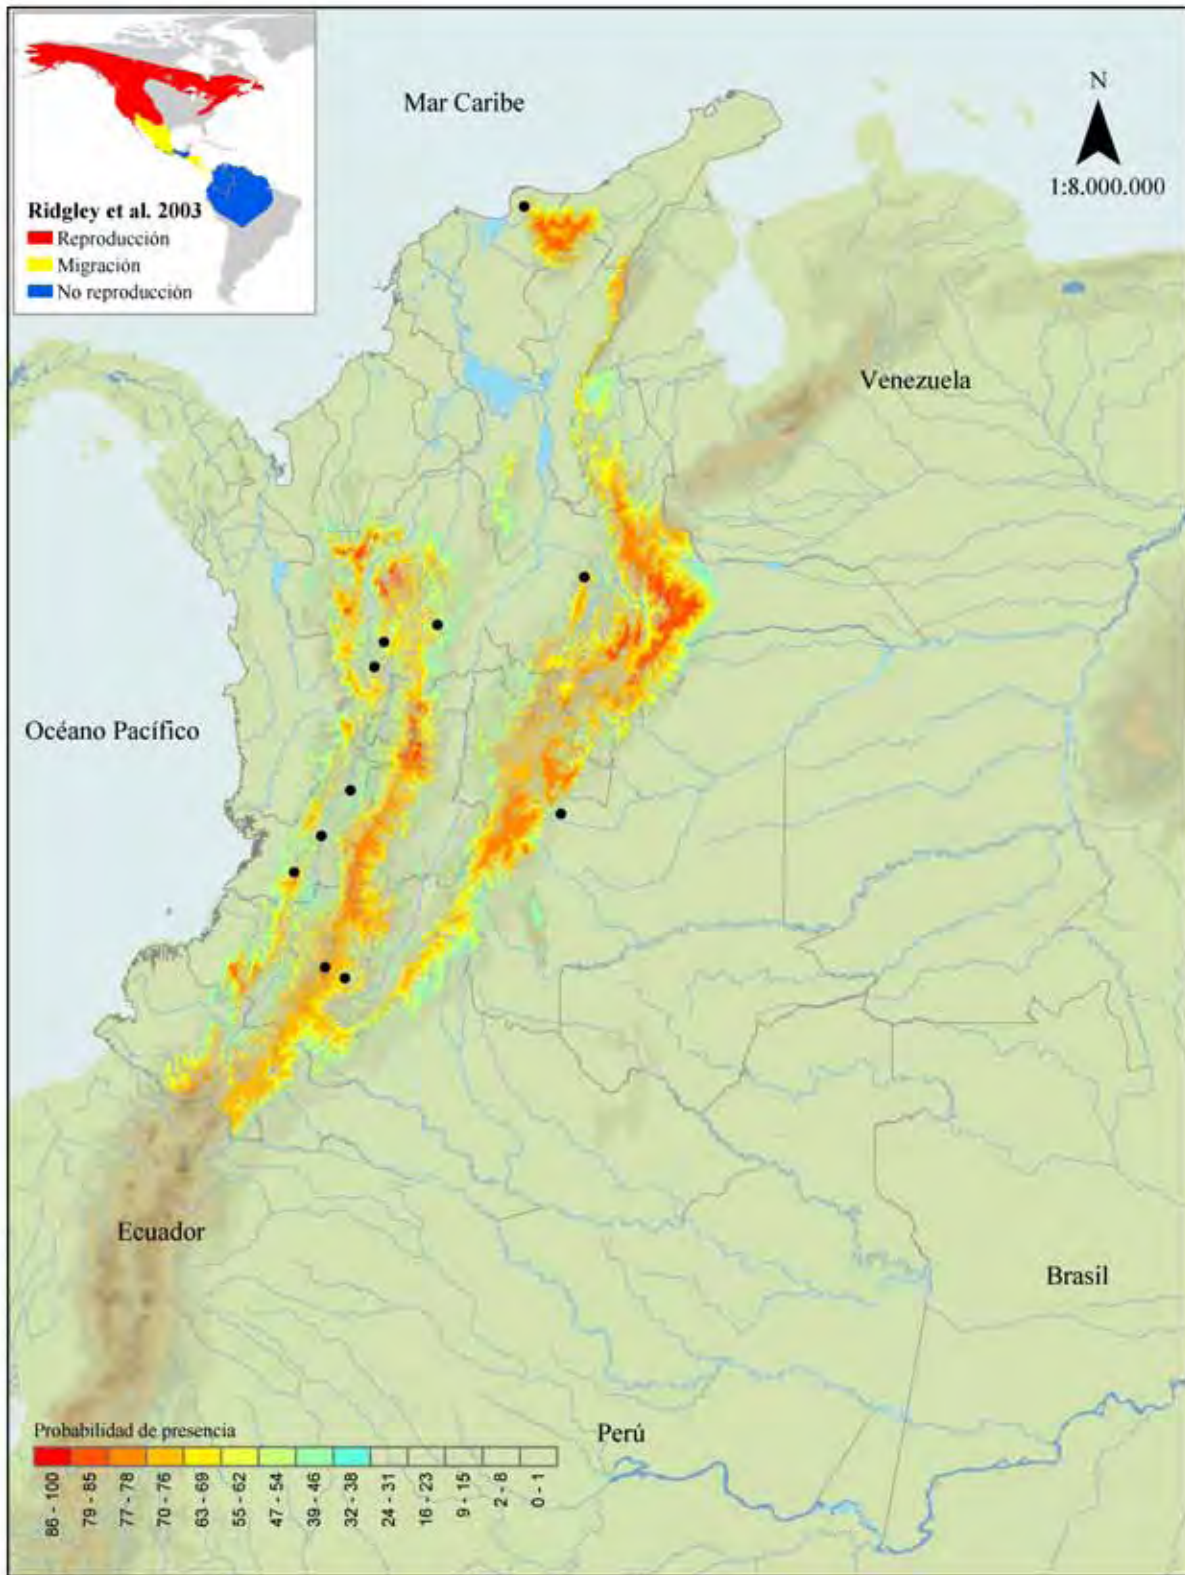 Mar Caribe
N
1:8.000.000
Ridgley et al. 2003
Reproducción
Migración
No reproducción
Venezuela
Océano Pacífico
Ecuador
Brasil
Perú
Probabilidad de presencia
86 - 100
79 - 85
77 - 78
70 - 76
63 - 69
55 - 62
47 - 54
39 - 46
32 - 38
24 - 31
16 - 23
9 - 15
2 - 8
0 - 1